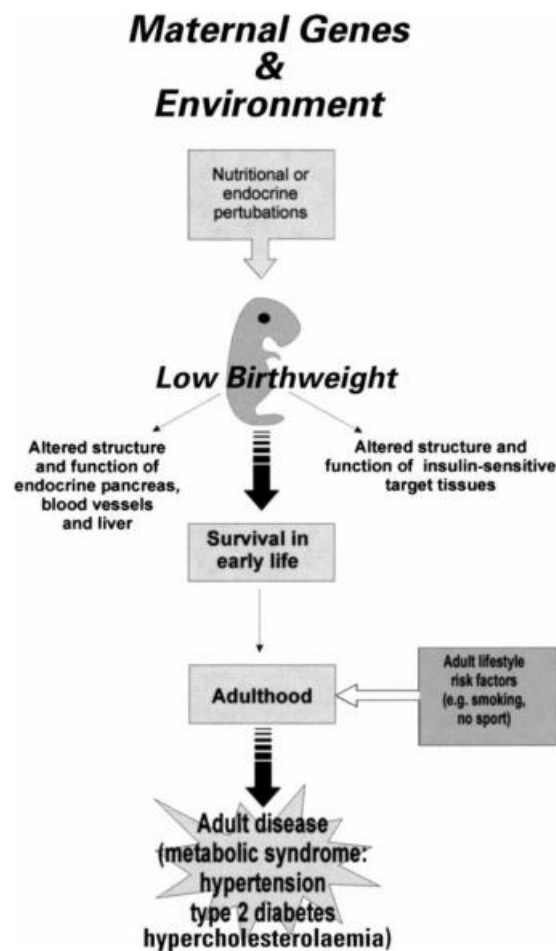 Maternal Genes
&
Environment
Nutritional or
endocrine
pertubations
Low Birthweight
Altered structure
and function of
endocrine pancreas,
blood vessels
and liver
Altered structure and
function of insulin-sensitive
target tissues
Survival in
early life
Adulthood
Adult lifestyle
risk factors
(e.g. smoking,
no sport)
Adult disease
(metabolic syndrome:
hypertension
type 2 diabetes
hypercholesterolaemia)